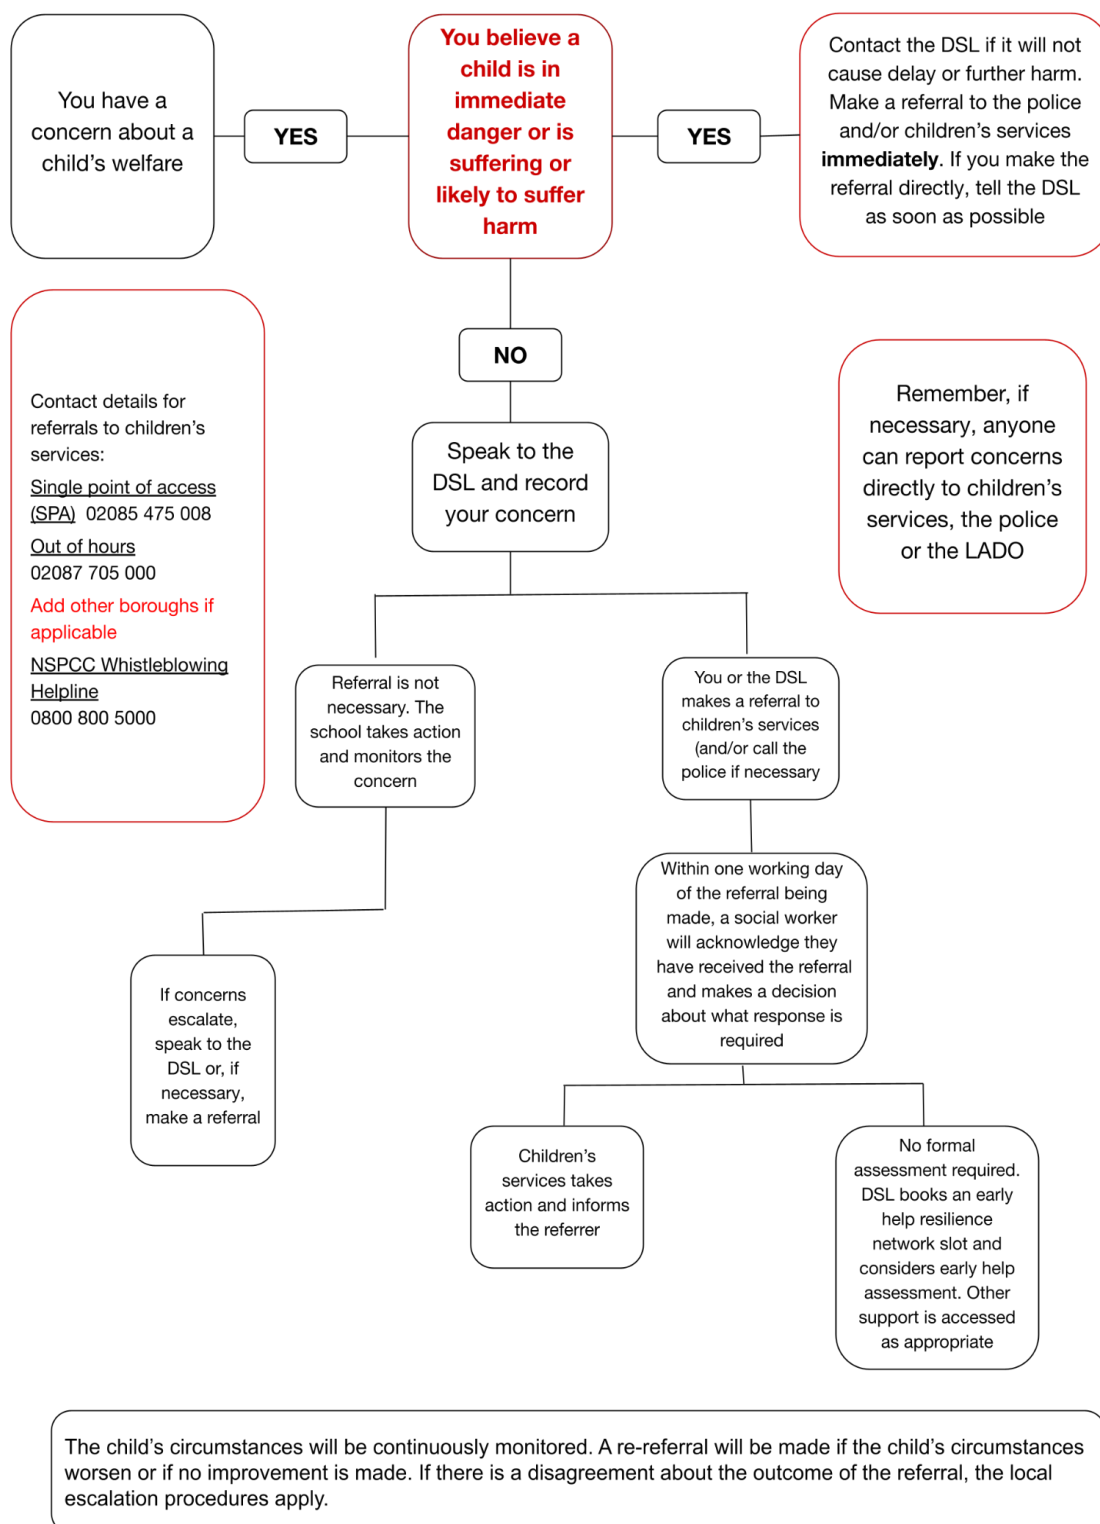 You have a
concern about a
child's welfare
YES
You believe a
child is in
immediate
danger or is
suffering or
likely to suffer
harm
YES
Contact the DSL if it will not
cause delay or further harm.
Make a referral to the police
and/or children's services
immediately. If you make the
referral directly, tell the DSL
as soon as possible
NO
Contact details for
referrals to children's
services:
Single point of access
(SPA) 02085 475 008
Out of hours
02087 705 000
Add other boroughs if
applicable
NSPCC Whistleblowing
Helpline
0800 800 5000
Speak to the
DSL and record
your concern
Remember, if
necessary, anyone
can report concerns
directly to children's
services, the police
or the LADO
Referral is not
necessary. The
school takes action
and monitors the
concern
You or the DSL
makes a referral to
children's services
(and/or call the
police if necessary
Within one working day
of the referral being
made, a social worker
will acknowledge they
have received the referral
and makes a decision
about what response is
required
If concerns
escalate,
speak to the
DSL or, if
necessary,
make a referral
Children's
services takes
action and informs
the referrer
No formal
assessment required.
DSL books an early
help resilience
network slot and
considers early help
assessment. Other
support is accessed
as appropriate
The child's circumstances will be continuously monitored. A re-referral will be made if the child's circumstances
worsen or if no improvement is made. If there is a disagreement about the outcome of the referral, the local
escalation procedures apply.